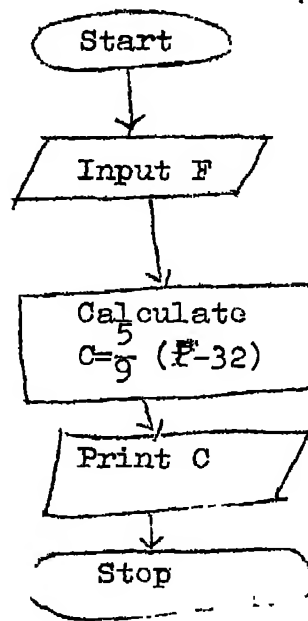 Start
Input F
Calculate
C=5/9 (F-32)
Print C
Stop